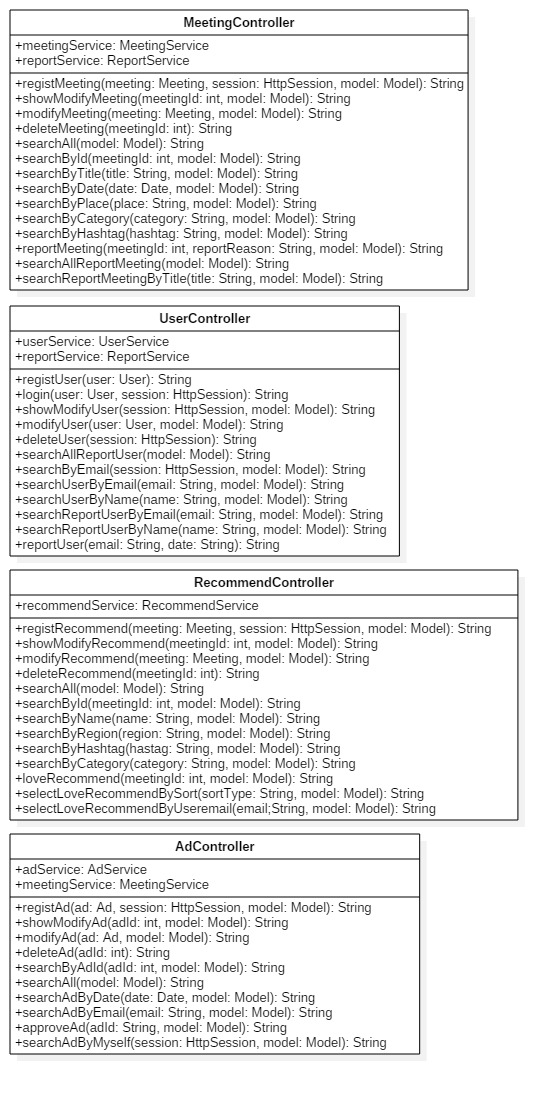 MeetingController
+meetingService: MeetingService
+reportService: ReportService
+registMeeting(meeting: Meeting, session: HttpSession, model: Model): String
+showModifyMeeting(meetingId: int, model: Model): String
+modifyMeeting(meeting: Meeting, model: Model): String
+deleteMeeting(meetingId: int): String
+searchAll(model: Model): String
+searchById(meetingId: int, model: Model): String
+searchByTitle(title: String, model: Model): String
+searchByDate(date: Date, model: Model): String
+searchByPlace(place: String, model: Model): String
+searchByCategory(category: String, model: Model): String
+searchByHashtag(hashtag: String, model: Model): String
+reportMeeting(meetingId: int, reportReason: String, model: Model): String
+searchAllReportMeeting(model: Model): String
+searchReportMeetingByTitle(title: String, model: Model): String
UserController
+userService: UserService
+reportService: ReportService
+registUser(user: User): String
+login(user: User, session: HttpSession): String
+showModifyUser(session: HttpSession, model: Model): String
+modifyUser(user: User, model: Model): String
+deleteUser(session: HttpSession): String
+searchAllReportUser(model: Model): String
+searchByEmail(session: HttpSession, model: Model): String
+searchUserByEmail(email: String, model: Model): String
+searchUserByName(name: String, model: Model): String
+searchReportUserByEmail(email: String, model: Model): String
+searchReportUserByName(name: String, model: Model): String
+reportUser(email: String, date: String): String
RecommendController
+recommendService: RecommendService
+registRecommend(meeting: Meeting, session: HttpSession, model: Model): String
+showModifyRecommend(meetingId: int, model: Model): String
+modifyRecommend(meeting: Meeting, model: Model): String
+deleteRecommend(meetingId: int): String
+searchAll(model: Model): String
+searchById(meetingId: int, model: Model): String
+searchByName(name: String, model: Model): String
+searchByRegion(region: String, model: Model): String
+searchByHashtag(hastag: String, model: Model): String
+searchByCategory(category: String, model: Model): String
+loveRecommend(meetingId: int, model: Model): String
+selectLoveRecommendBySort(sortType: String, model: Model): String
+selectLoveRecommendByUseremail(email;String, model: Model): String
AdController
+adService: AdService
+meetingService: MeetingService
+registAd(ad: Ad, session: HttpSession, model: Model): String
+showModifyAd(adId: int, model: Model): String
+modifyAd(ad: Ad, model: Model): String
+deleteAd(adId: int): String
+searchByAdId(adId: int, model: Model): String
+searchAll(model: Model): String
+searchAdByDate(date: Date, model: Model): String
+searchAdByEmail(email: String, model: Model): String
+approveAd(adId: String, model: Model): String
+searchAdByMyself(session: HttpSession, model: Model): String